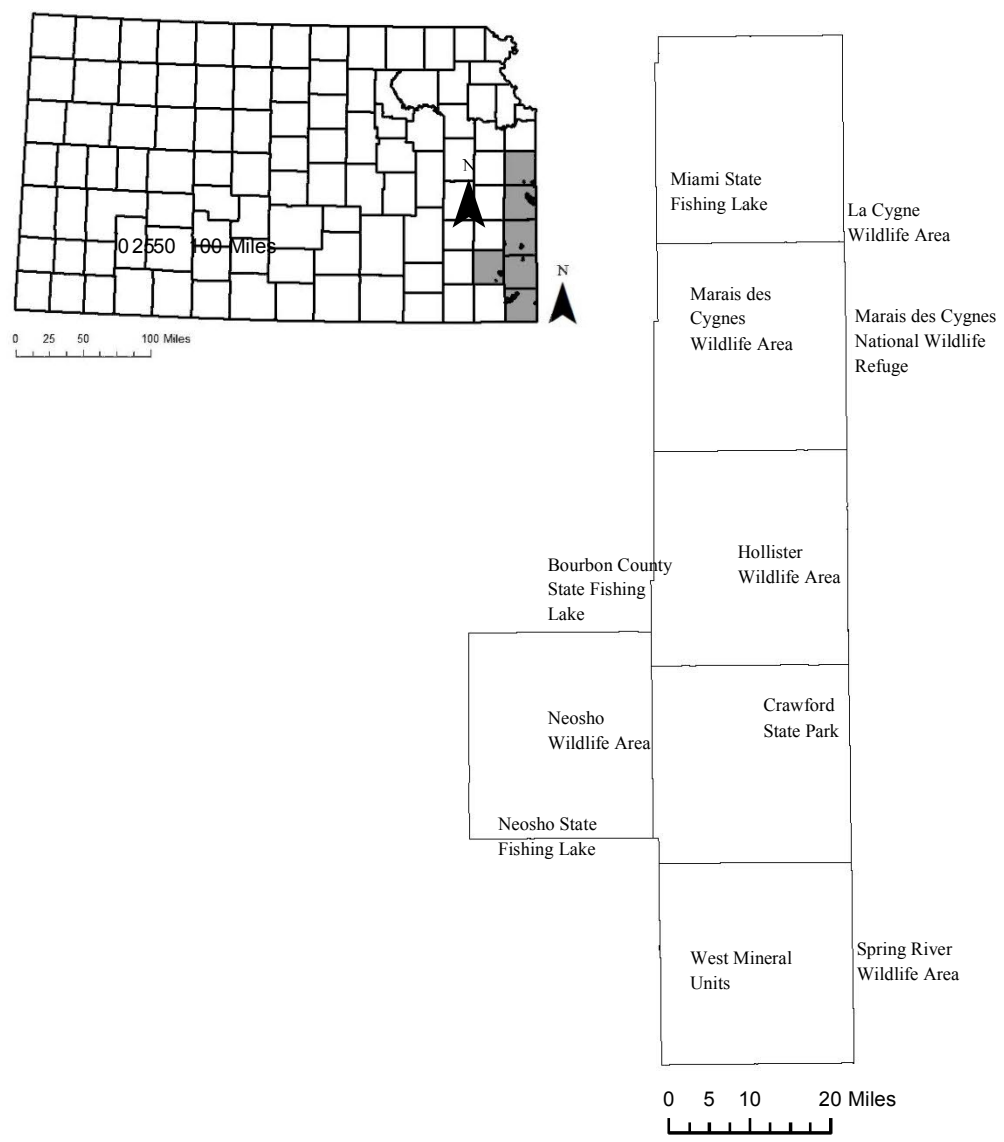 N
0 2550 100 Miles
N
0 25 50 100 Miles
Miami State
Fishing Lake
La Cygne
Wildlife Area
Marais des
Cygnes
Wildlife Area
Marais des Cygnes
National Wildlife
Refuge
Bourbon County
State Fishing
Lake
Hollister
Wildlife Area
Neosho
Wildlife Area
Crawford
State Park
Neosho State
Fishing Lake
West Mineral
Units
Spring River
Wildlife Area
0 5 10 20 Miles